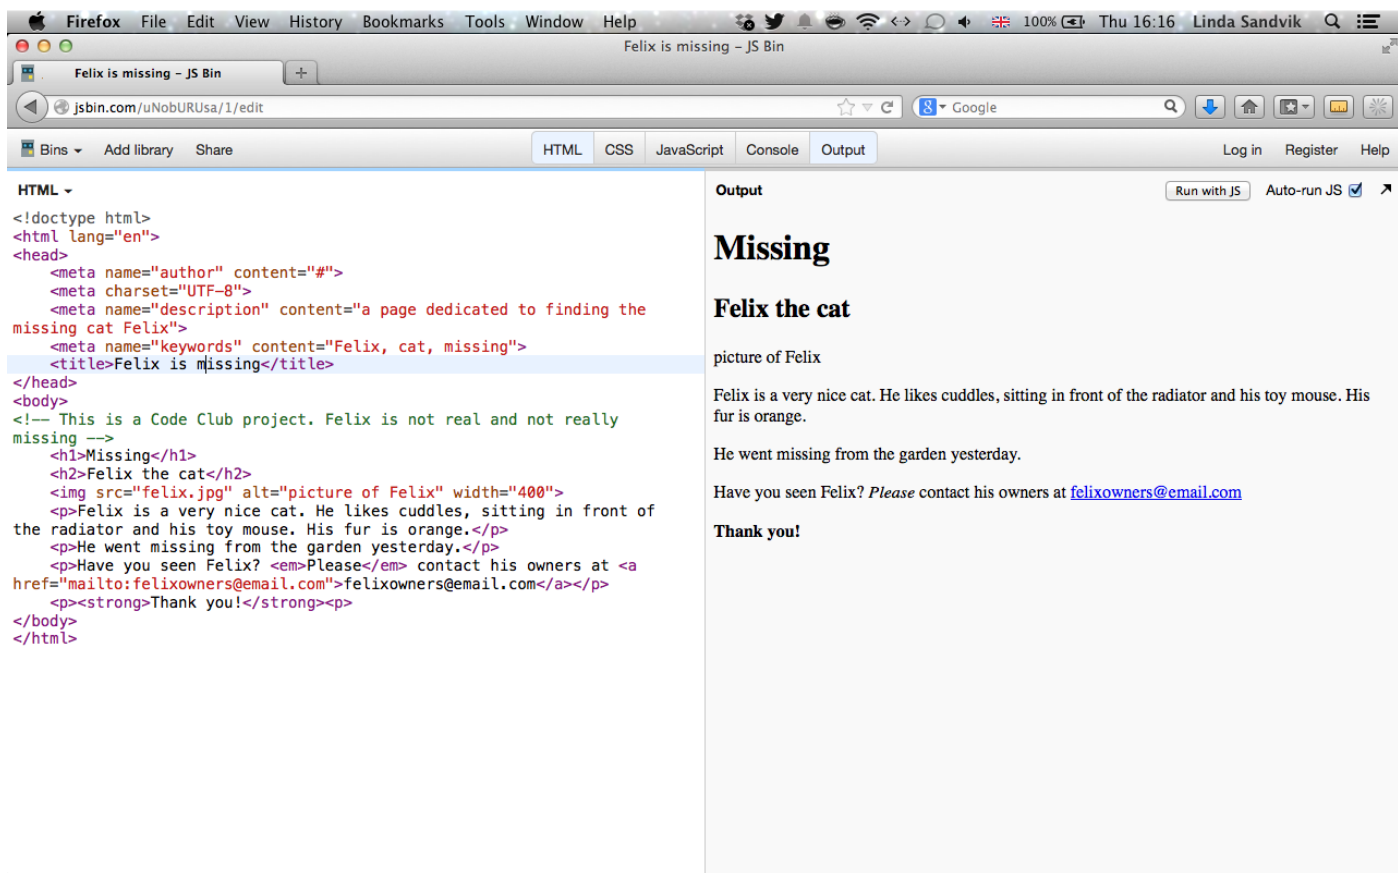 Firefox File Edit View History Bookmarks Tools Window Help 100% Thu 16:16 Linda Sandvik
Felix is missing – JS Bin
Felix is missing – JS Bin
jsbin.com/uNobURUsa/1/edit Google
Bins Add library Share HTML CSS JavaScript Console Output Log in Register Help
HTML
<!doctype html>
<html lang="en">
<head>
    <meta name="author" content="#">
    <meta charset="UTF-8">
    <meta name="description" content="a page dedicated to finding the
missing cat Felix">
    <meta name="keywords" content="Felix, cat, missing">
    <title>Felix is missing</title>
</head>
<body>
<!-- This is a Code Club project. Felix is not real and not really
missing -->
    <h1>Missing</h1>
    <h2>Felix the cat</h2>
    <img src="felix.jpg" alt="picture of Felix" width="400">
    <p>Felix is a very nice cat. He likes cuddles, sitting in front of
the radiator and his toy mouse. His fur is orange.</p>
    <p>He went missing from the garden yesterday.</p>
    <p>Have you seen Felix? <em>Please</em> contact his owners at <a
href="mailto:felixowners@email.com">felixowners@email.com</a></p>
    <p><strong>Thank you!</strong><p>
</body>
</html>
Output Run with JS Auto-run JS
Missing
Felix the cat
picture of Felix
Felix is a very nice cat. He likes cuddles, sitting in front of the radiator and his toy mouse. His
fur is orange.
He went missing from the garden yesterday.
Have you seen Felix? Please contact his owners at felixowners@email.com
Thank you!